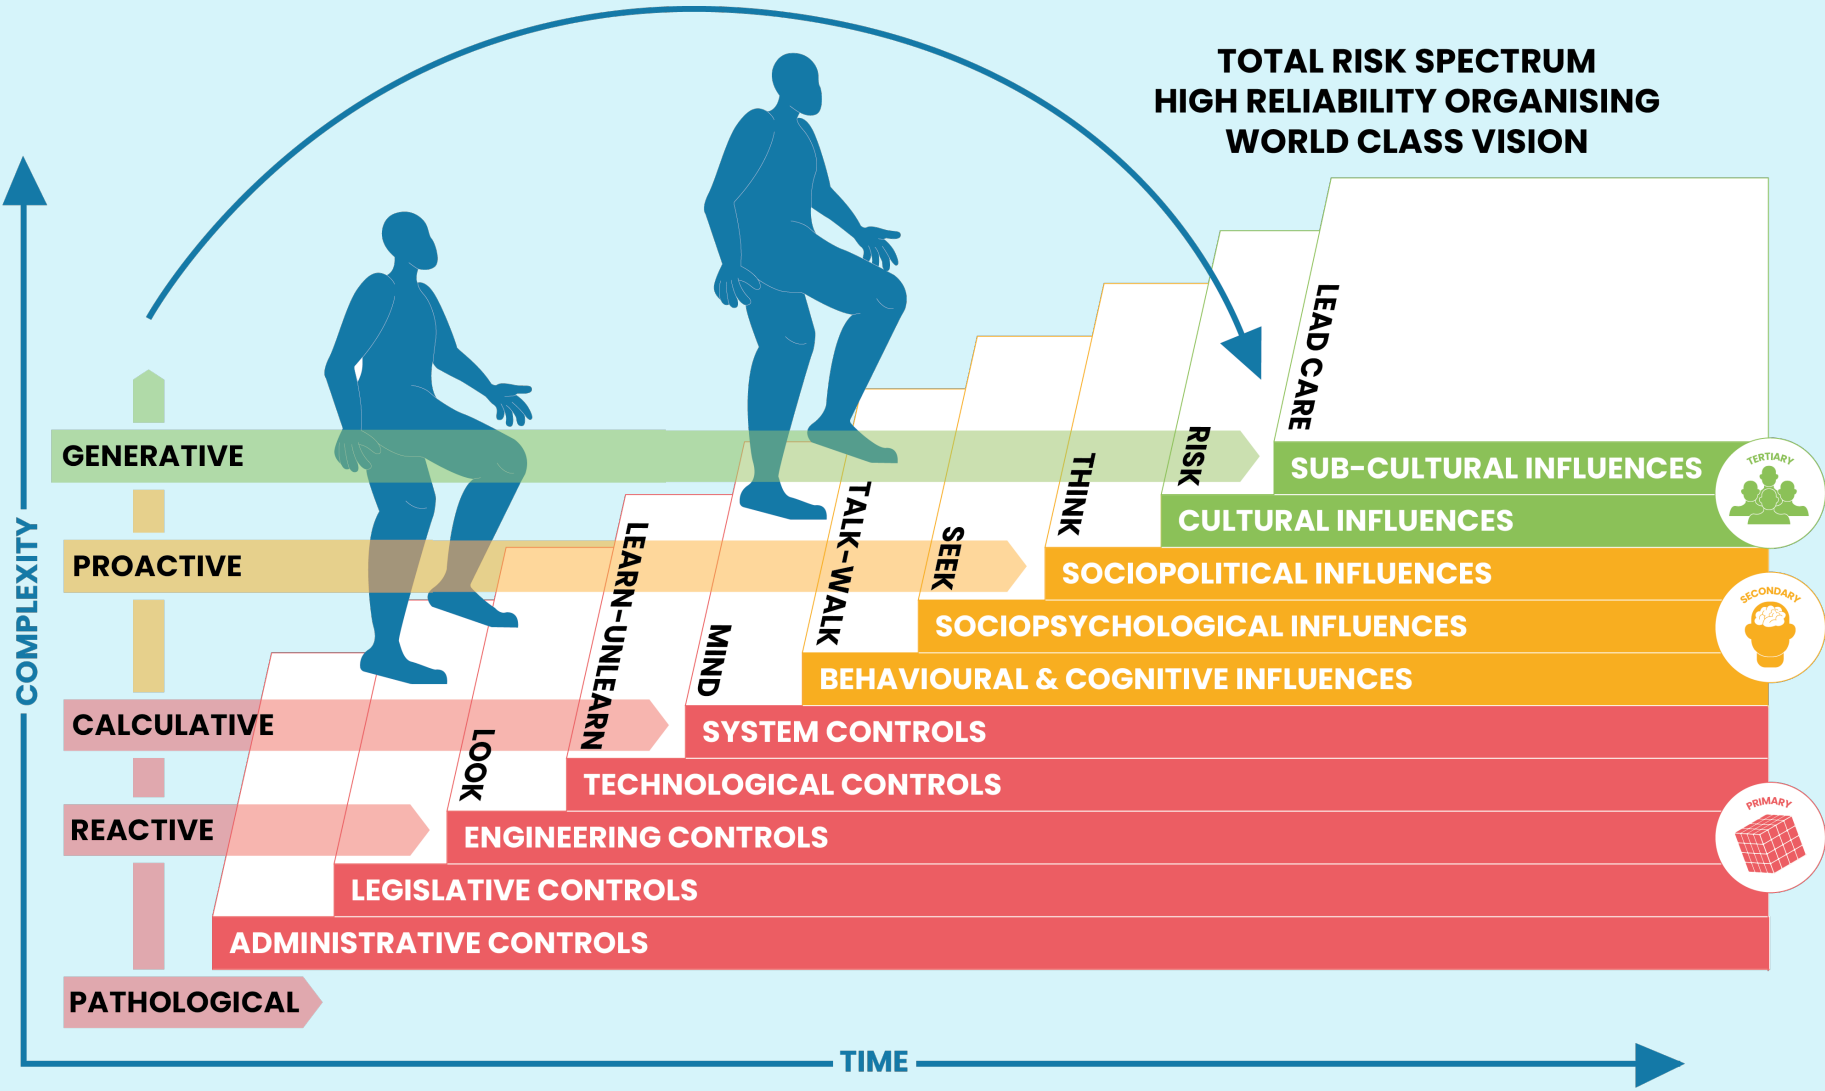 TOTAL RISK SPECTRUM
HIGH RELIABILITY ORGANISING
WORLD CLASS VISION
COMPLEXITY
GENERATIVE
PROACTIVE
CALCULATIVE
REACTIVE
PATHOLOGICAL
LOOK
LEARN-UNLEARN
MIND
TALK-WALK
SEEK
THINK
RISK
LEAD CARE
SUB-CULTURAL INFLUENCES
CULTURAL INFLUENCES
TERTIARY
SOCIOPOLITICAL INFLUENCES
SOCIOPSYCHOLOGICAL INFLUENCES
BEHAVIOURAL & COGNITIVE INFLUENCES
SECONDARY
SYSTEM CONTROLS
TECHNOLOGICAL CONTROLS
ENGINEERING CONTROLS
LEGISLATIVE CONTROLS
ADMINISTRATIVE CONTROLS
PRIMARY
TIME